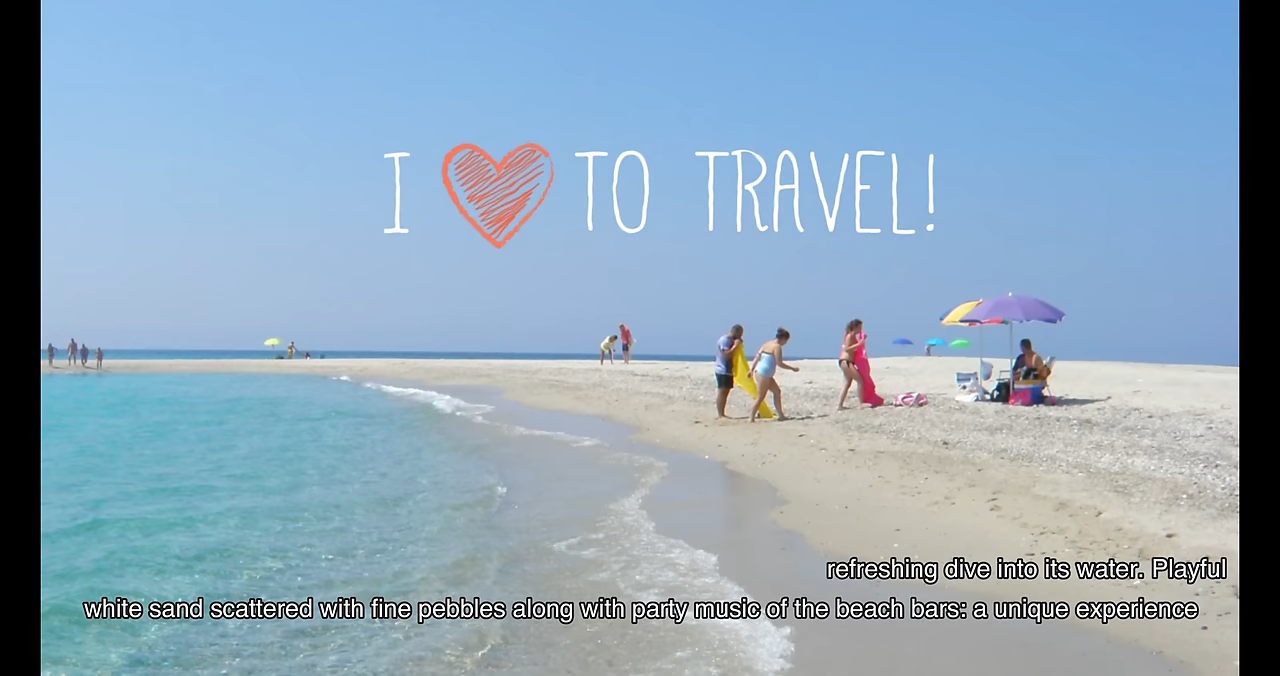 I TO TRAVEL!
refreshing dive into its water. Playful
white sand scattered with fine pebbles along with party music of the beach bars: a unique experience